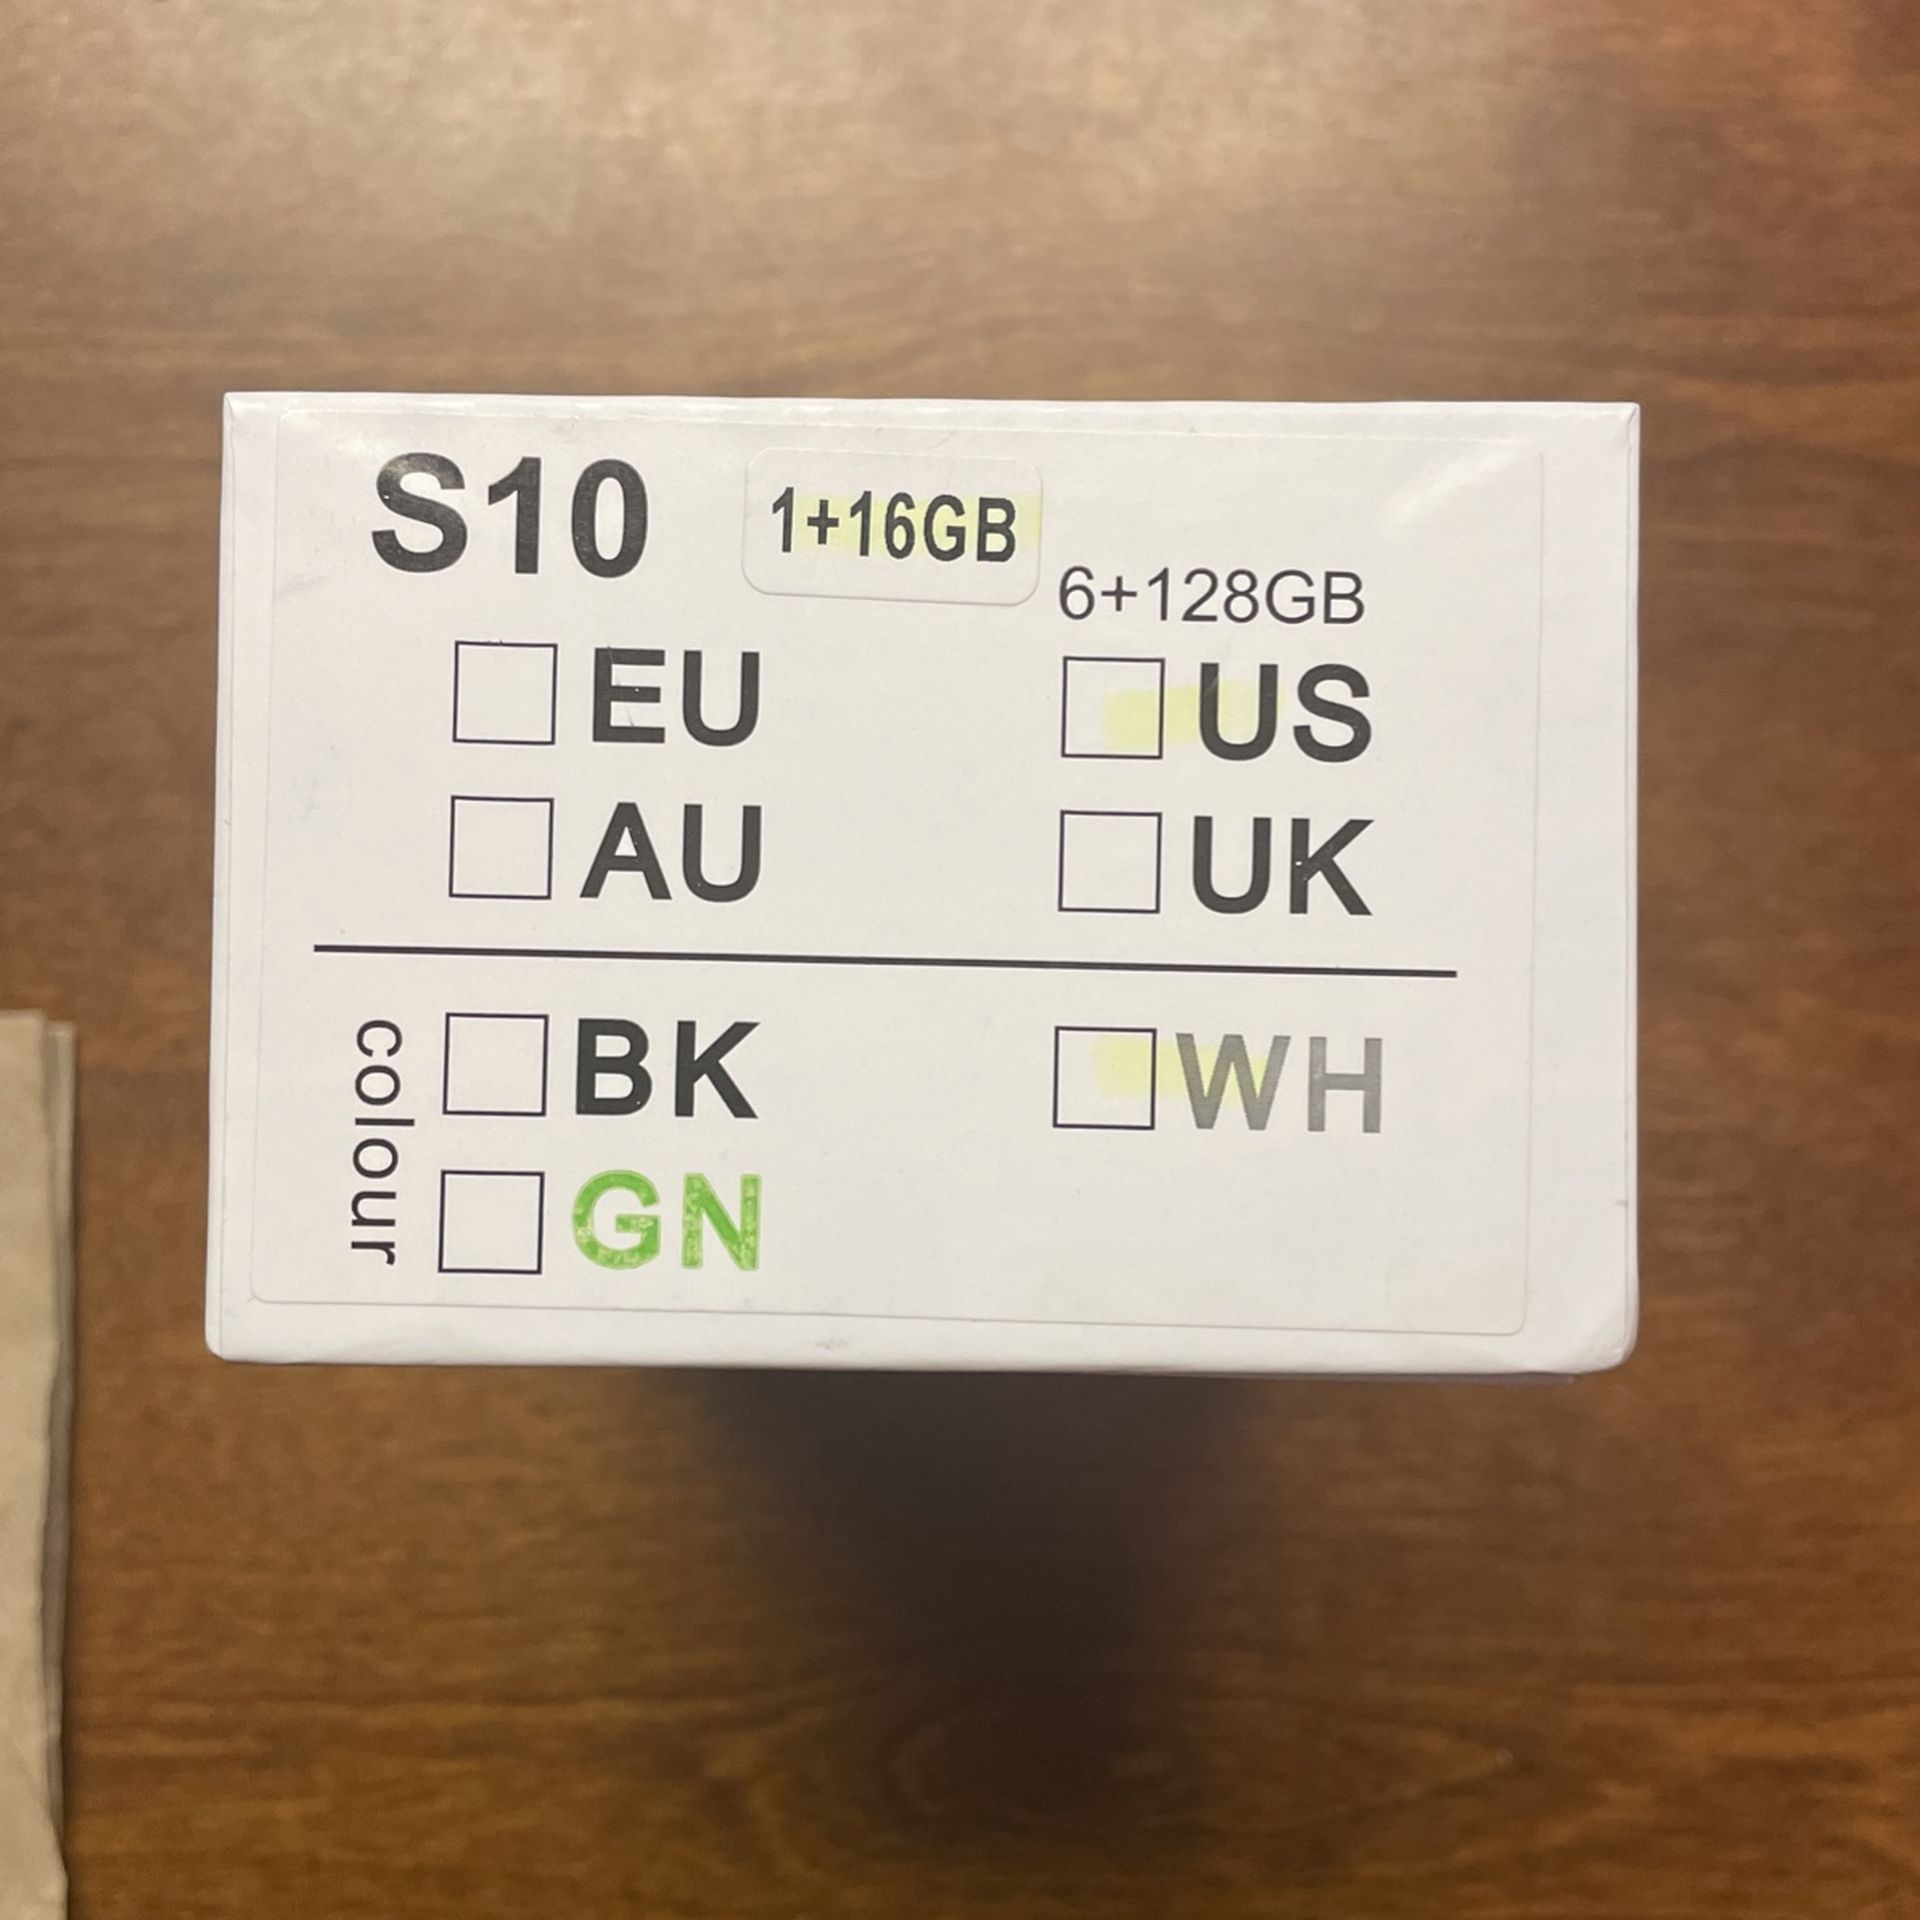 S10 1+16GB
6+128GB
EU US
AU UK
colour
BK WH
GN